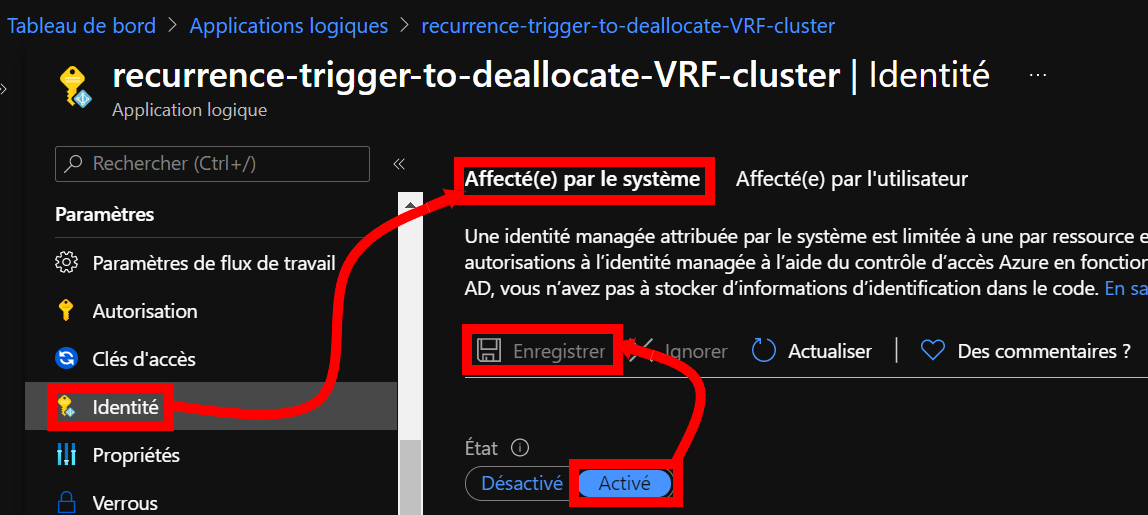 Tableau de bord > Applications logiques > recurrence-trigger-to-deallocate-VRF-cluster
recurrence-trigger-to-deallocate-VRF-cluster | Identité ...
Application logique
Rechercher (Ctrl+/) «
Paramètres
Paramètres de flux de travail
Autorisation
Clés d'accès
Identité
Propriétés
Verrous
Affecté(e) par le système Affecté(e) par l'utilisateur
Une identité managée attribuée par le système est limitée à une par ressource e
autorisations à l’identité managée à l’aide du contrôle d’accès Azure en fonction
AD, vous n’avez pas à stocker d’informations d’identification dans le code. En sa
Enregistrer Ignorer Actualiser | Des commentaires ?
État
Désactivé Activé